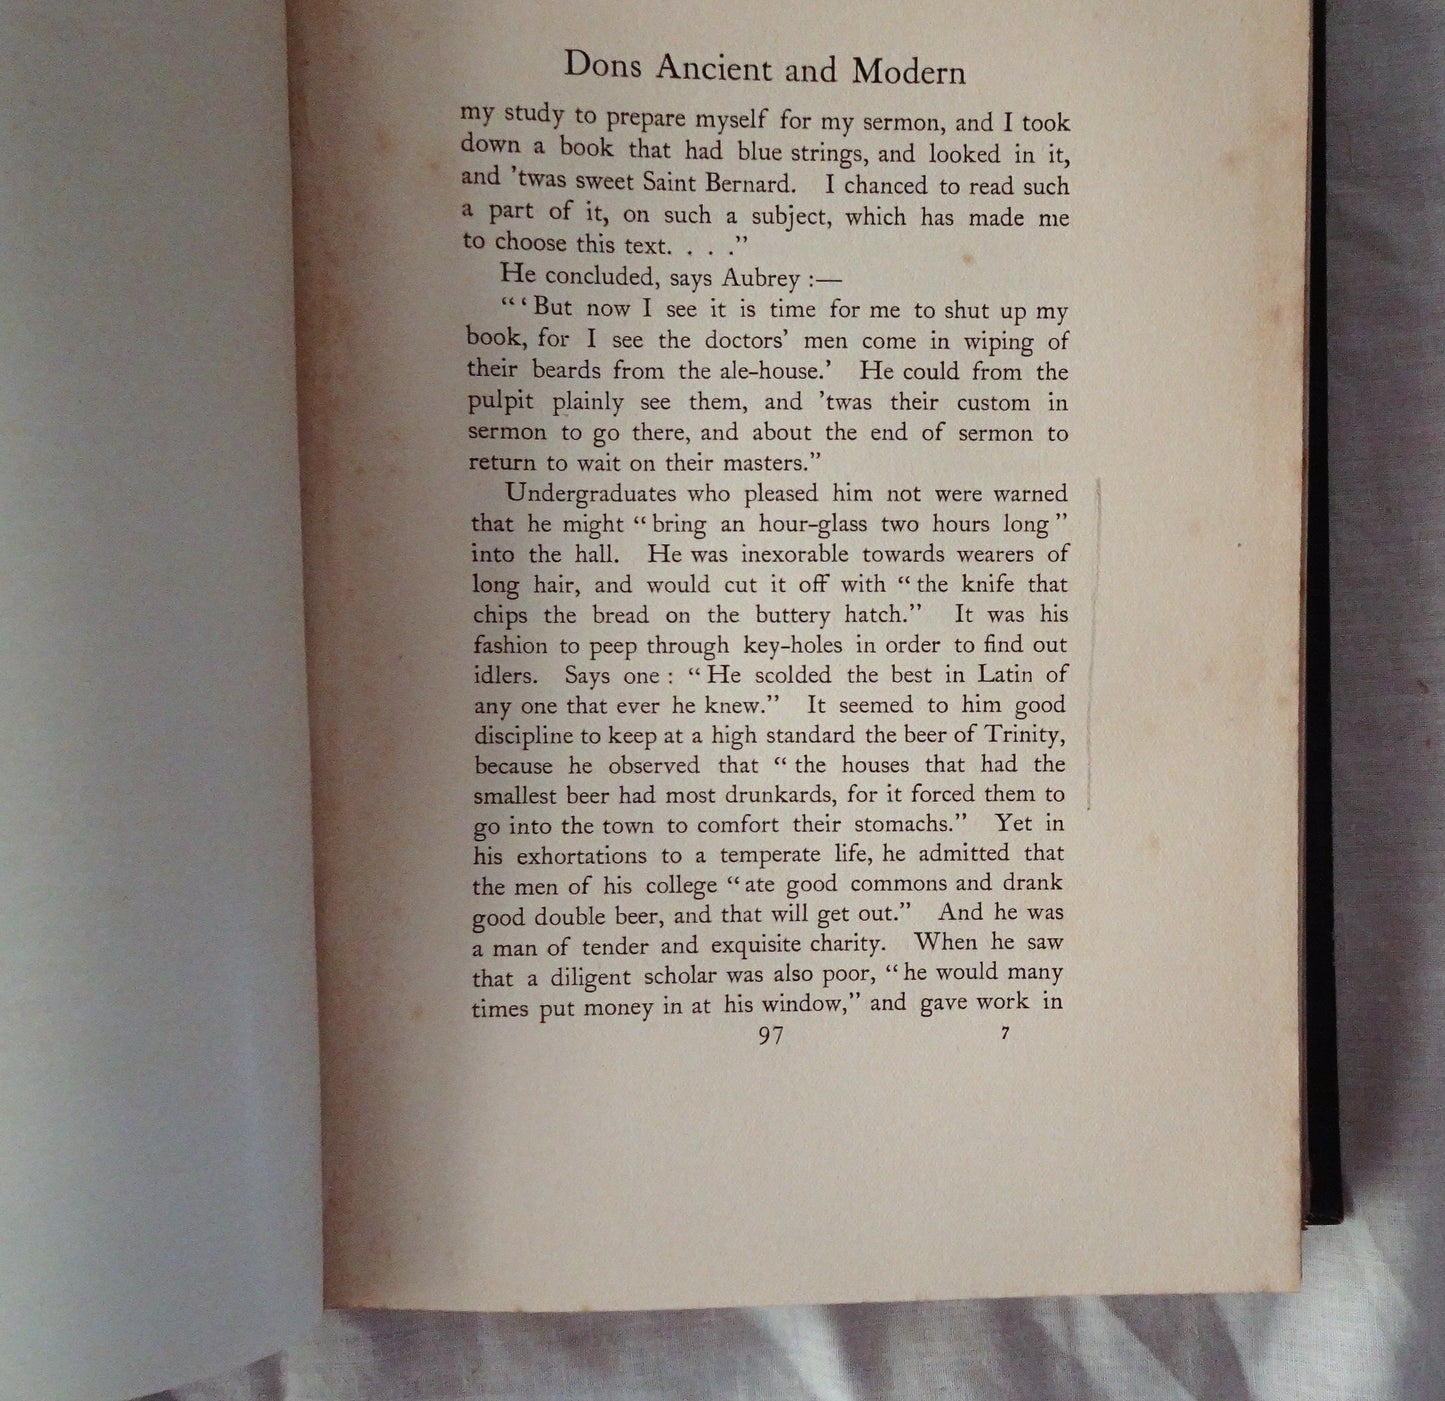 Dons Ancient and Modern
my study to prepare myself for my sermon, and I took
down a book that had blue strings, and looked in it,
and ’twas sweet Saint Bernard. I chanced to read such
a part of it, on such a subject, which has made me
to choose this text. . . .”
He concluded, says Aubrey :—
“‘But now I see it is time for me to shut up my
book, for I see the doctors’ men come in wiping of
their beards from the ale-house.’ He could from the
pulpit plainly see them, and ’twas their custom in
sermon to go there, and about the end of sermon to
return to wait on their masters.”
Undergraduates who pleased him not were warned
that he might “bring an hour-glass two hours long”
into the hall. He was inexorable towards wearers of
long hair, and would cut it off with “the knife that
chips the bread on the buttery hatch.” It was his
fashion to peep through key-holes in order to find out
idlers. Says one : “He scolded the best in Latin of
any one that ever he knew.” It seemed to him good
discipline to keep at a high standard the beer of Trinity,
because he observed that “the houses that had the
smallest beer had most drunkards, for it forced them to
go into the town to comfort their stomachs.” Yet in
his exhortations to a temperate life, he admitted that
the men of his college “ate good commons and drank
good double beer, and that will get out.” And he was
a man of tender and exquisite charity. When he saw
that a diligent scholar was also poor, “he would many
times put money in at his window,” and gave work in
97 7